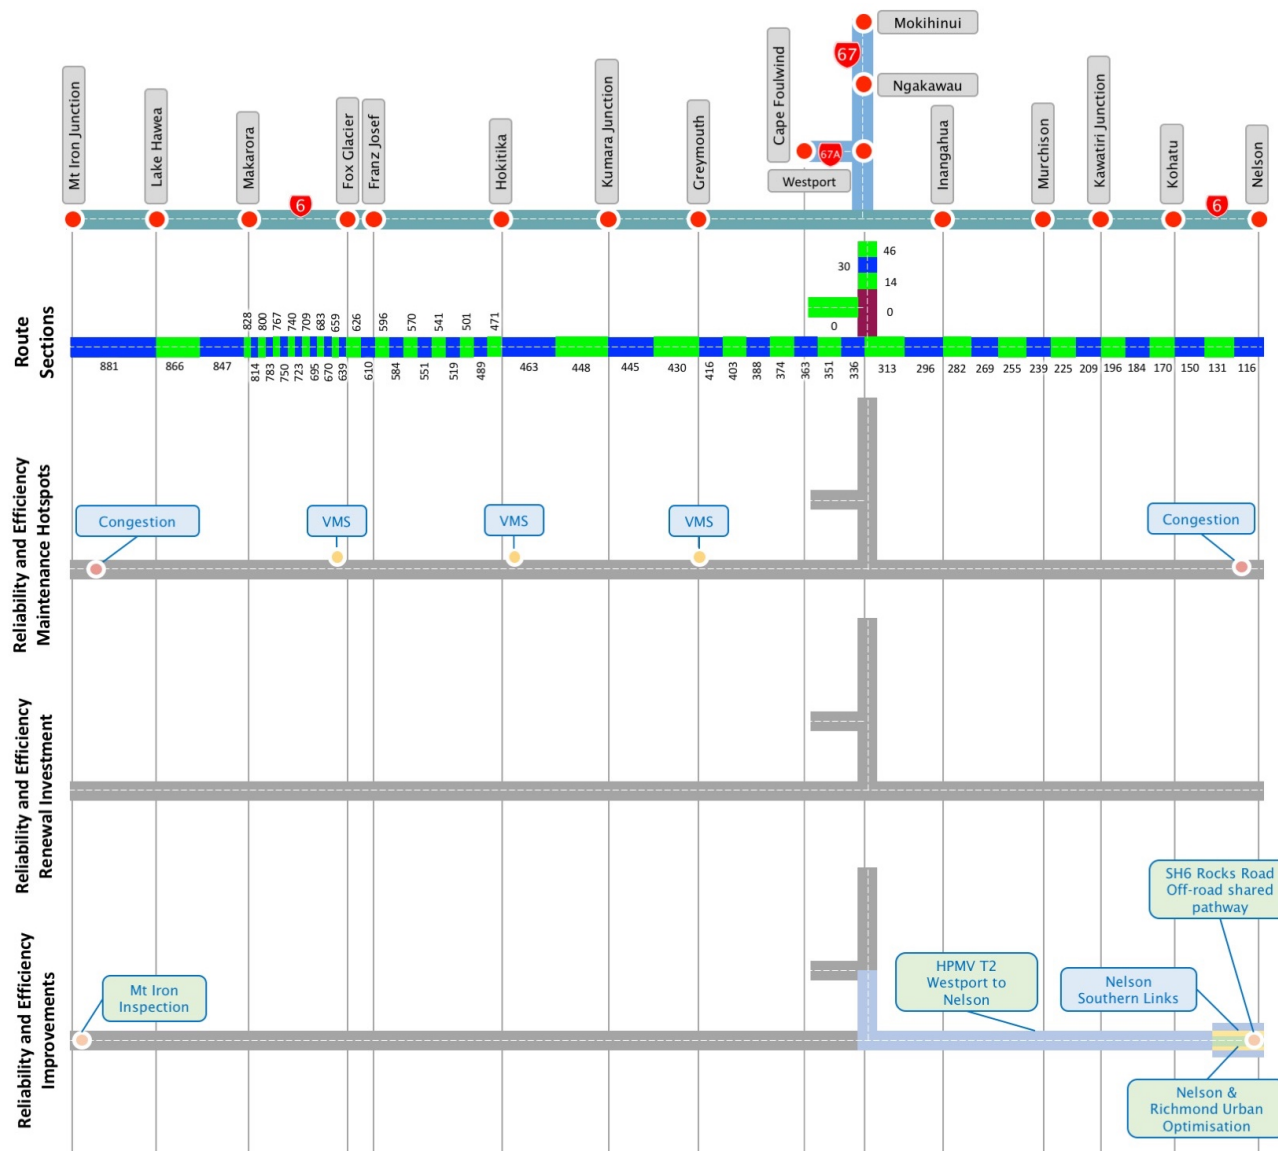 Mokihinui
67
Ngakawau
Cape Foulwind
67A
Westport
Mt Iron Junction
Lake Hawea
Makarora
Fox Glacier
Franz Josef
Hokitika
Kumara Junction
Greymouth
Inangahua
Murchison
Kawatiri Junction
Kohatu
Nelson
6
6
Route
Sections
46
30
14
0
0
828
800
767
740
709
683
659
626
596
570
541
501
471
881
866
847
814
783
750
723
695
670
639
610
584
551
519
489
463
448
445
430
416
403
388
374
363
351
336
313
296
282
269
255
239
225
209
196
184
170
150
131
116
Reliability and Efficiency
Maintenance Hotspots
Congestion
VMS
VMS
VMS
Congestion
Reliability and Efficiency
Renewal Investment
Reliability and Efficiency
Improvements
Mt Iron
Inspection
HPMV T2
Westport to
Nelson
Nelson
Southern Links
SH6 Rocks Road
Off-road shared
pathway
Nelson &
Richmond Urban
Optimisation